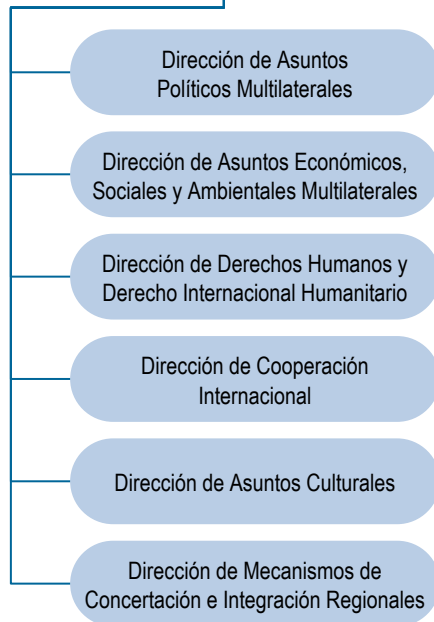 Dirección de Asuntos
Políticos Multilaterales
Dirección de Asuntos Económicos,
Sociales y Ambientales Multilaterales
Dirección de Derechos Humanos y
Derecho Internacional Humanitario
Dirección de Cooperación
Internacional
Dirección de Asuntos Culturales
Dirección de Mecanismos de
Concertación e Integración Regionales